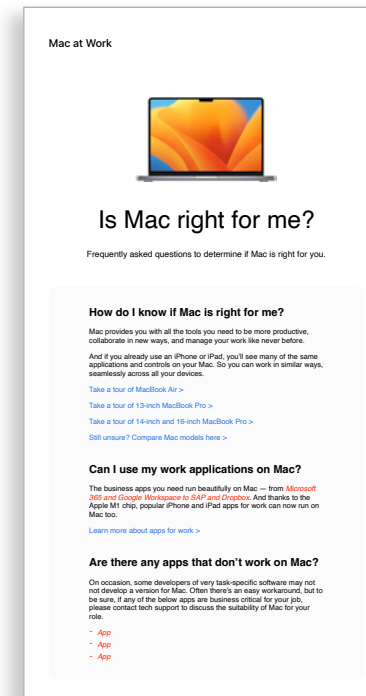 Mac at Work
Is Mac right for me?
Frequently asked questions to determine if Mac is right for you.
How do I know if Mac is right for me?
Mac provides you with all the tools you need to be more productive,
collaborate in new ways, and manage your work like never before.
And if you already use an iPhone or iPad, you’ll see many of the same
applications and controls on your Mac. So you can work in similar ways,
seamlessly across all your devices.
Take a tour of MacBook Air >
Take a tour of 13-inch MacBook Pro >
Take a tour of 14-inch and 16-inch MacBook Pro >
Still unsure? Compare Mac models here >
Can I use my work applications on Mac?
The business apps you need run beautifully on Mac — from Microsoft
365 and Google Workspace to SAP and Dropbox. And thanks to the
Apple M1 chip, popular iPhone and iPad apps for work can now run on
Mac too.
Learn more about apps for work >
Are there any apps that don’t work on Mac?
On occasion, some developers of very task-specific software may not
not develop a version for Mac. Often there’s an easy workaround, but to
be sure, if any of the below apps are business critical for your job,
please contact tech support to discuss the suitability of Mac for your
role.
- App
- App
- App